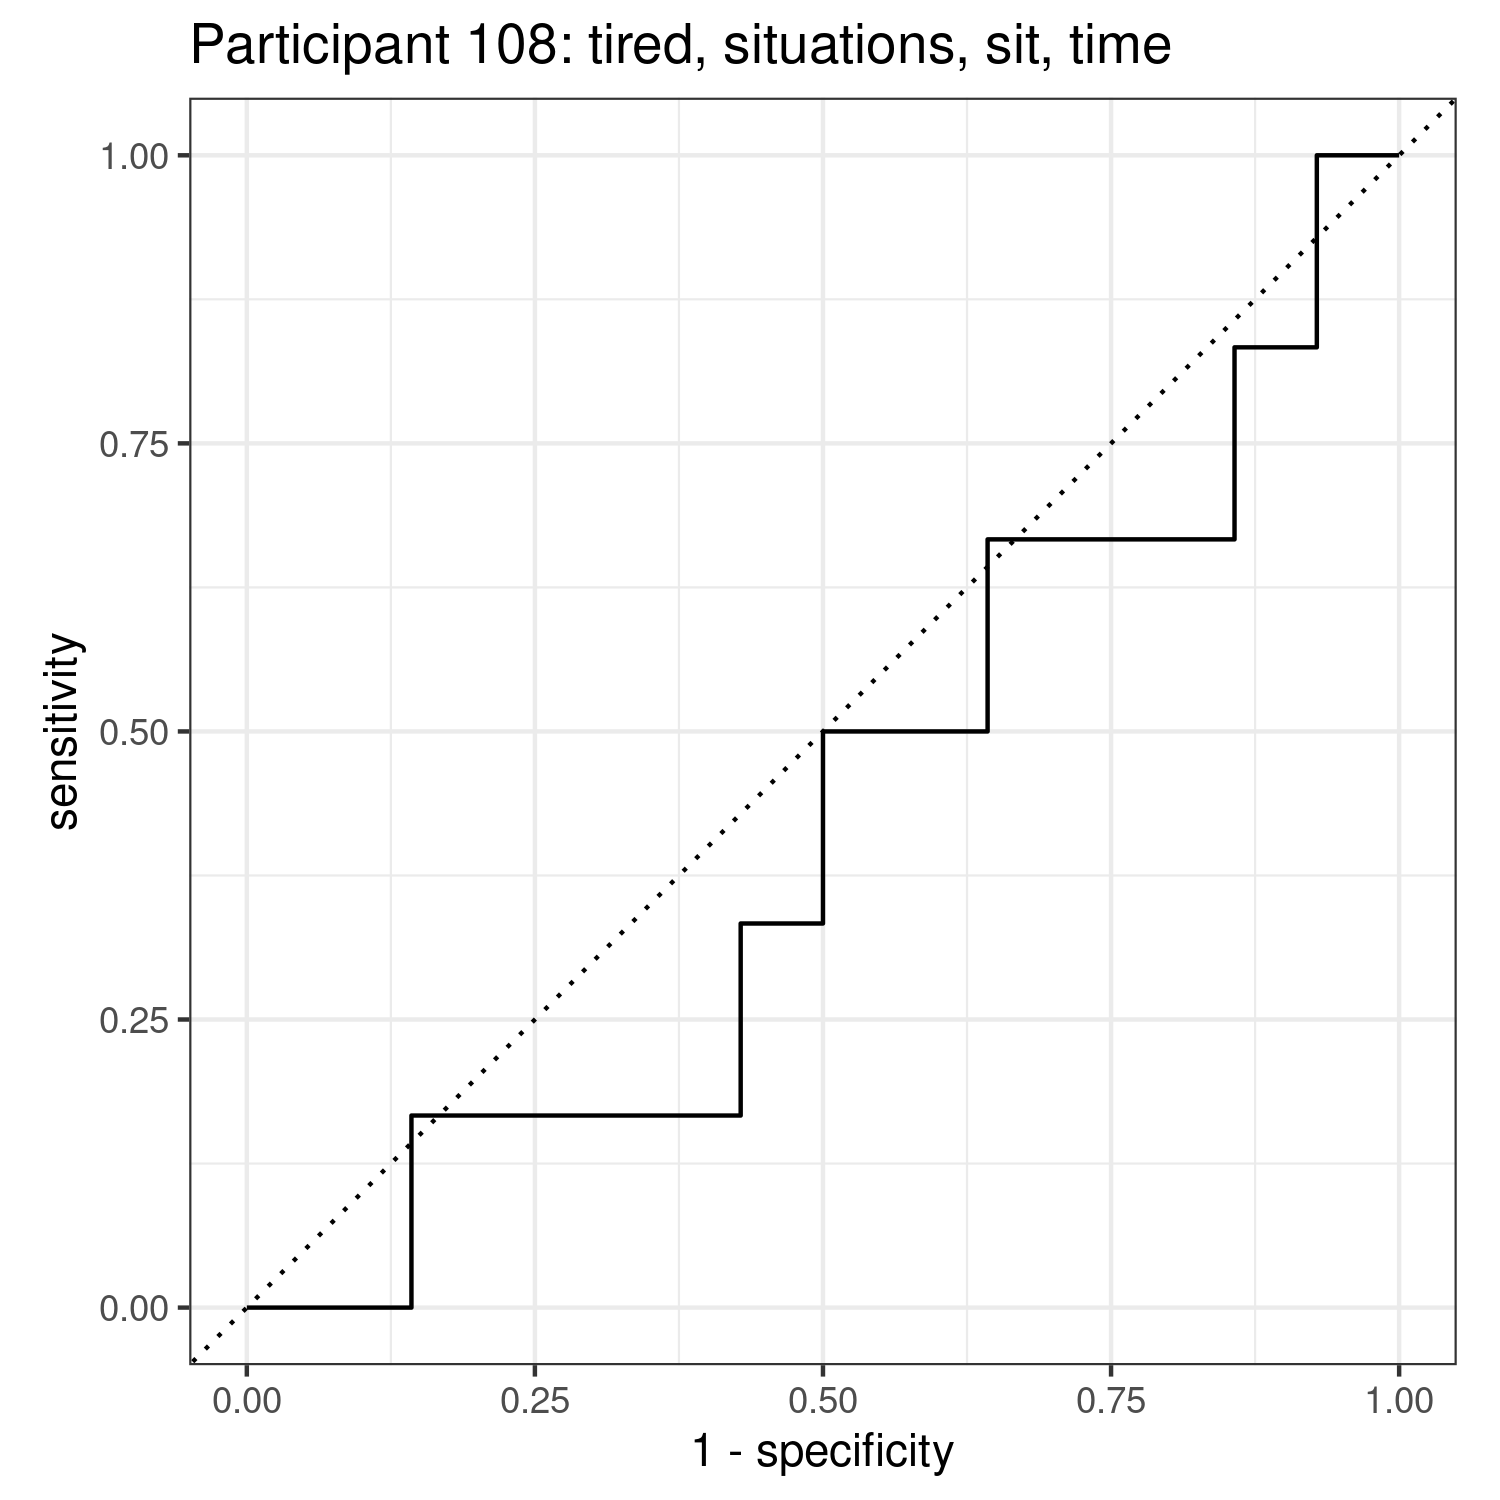 Participant 108: tired, situations, sit, time
1.00
0.75
0.50
0.25
0.00
sensitivity
0.00 0.25 0.50 0.75 1.00
1 - specificity